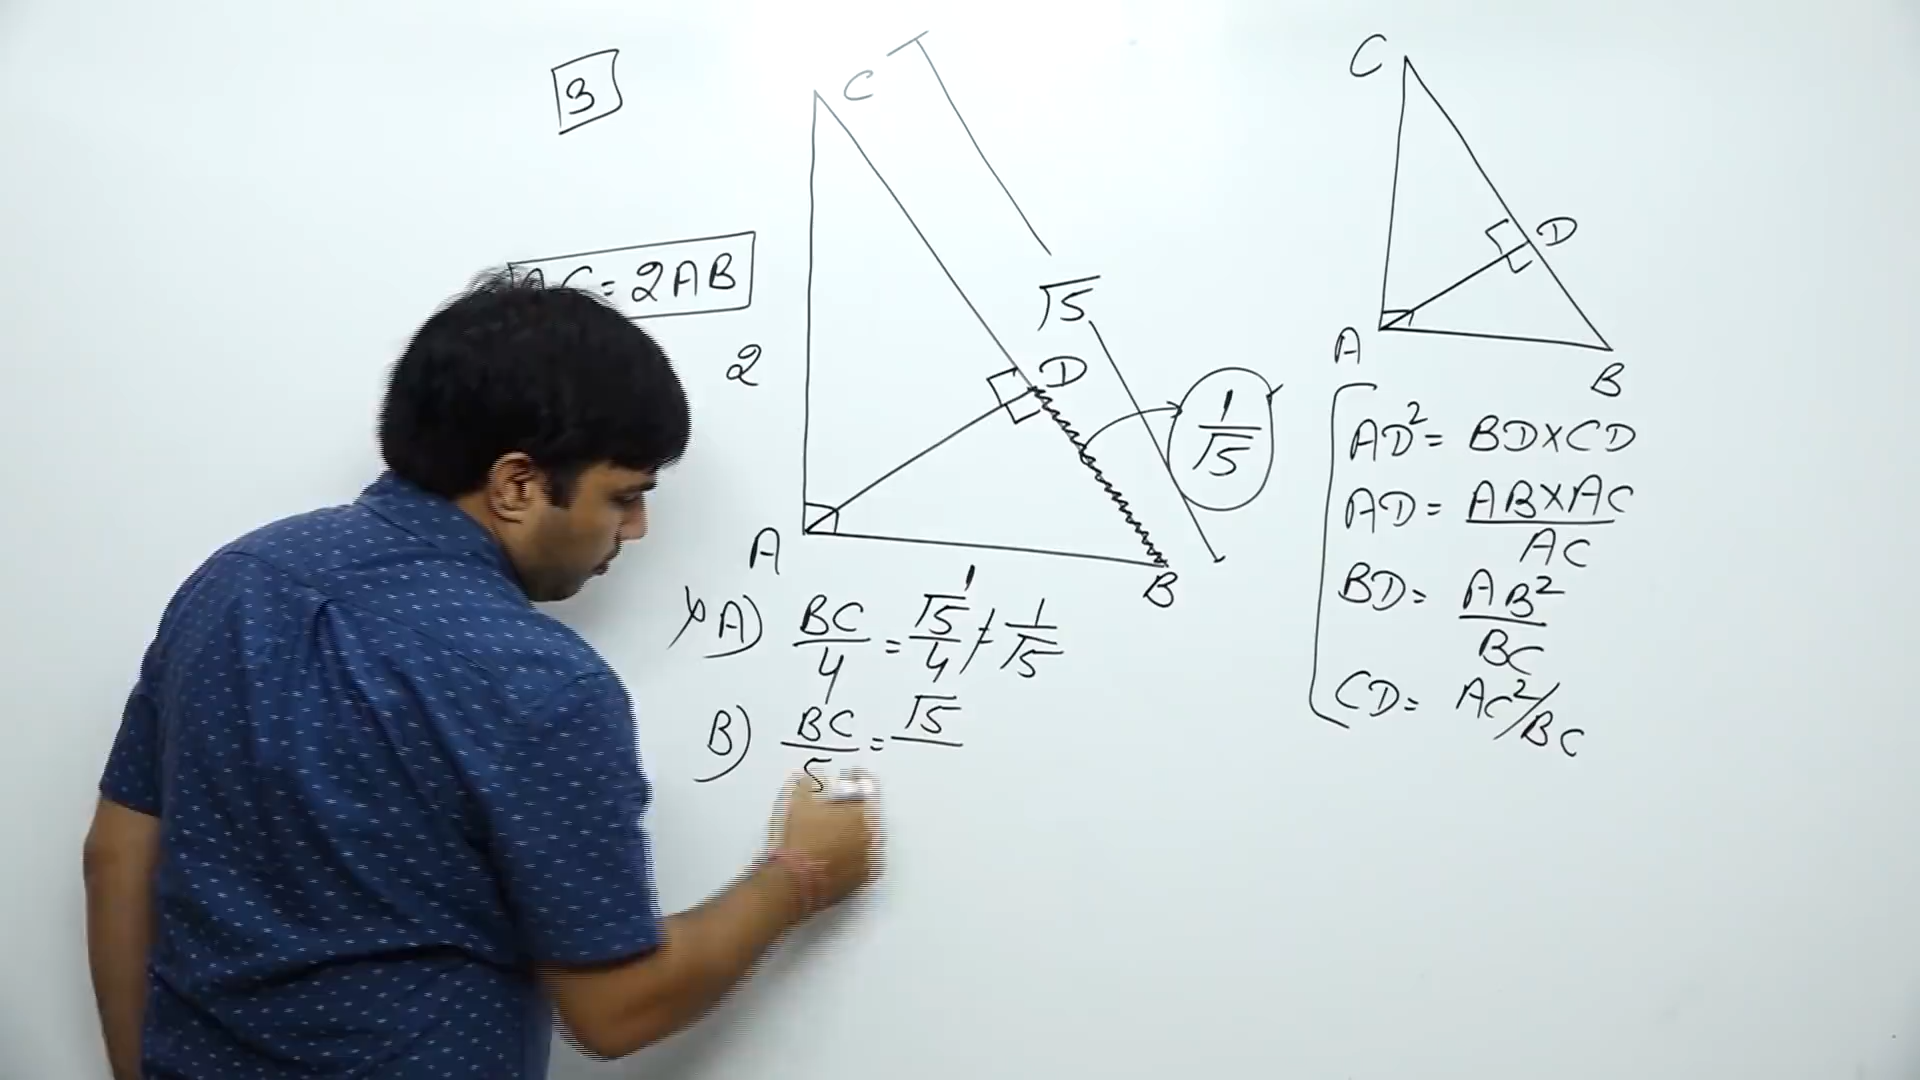 3
C
AC = 2AB
2
√5
D
1/√5
A
B
1
A) BC/4 = √5/4 ≠ 1/√5
B) BC/5 = √5
C
D
A
B
AD² = BD×CD
AD = AB×AC/AC
BD = AB²/BC
CD = AC²/BC